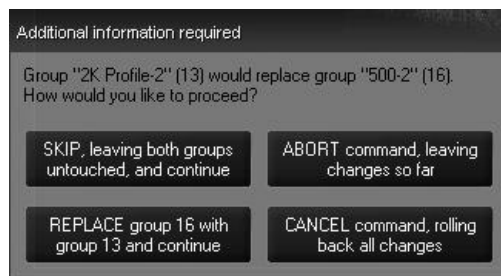 Additional information required
Group "2K Profile-2" (13) would replace group "500-2" (16).
How would you like to proceed?
SKIP, leaving both groups
untouched, and continue
ABORT command, leaving
changes so far
REPLACE group 16 with
group 13 and continue
CANCEL command, rolling
back all changes